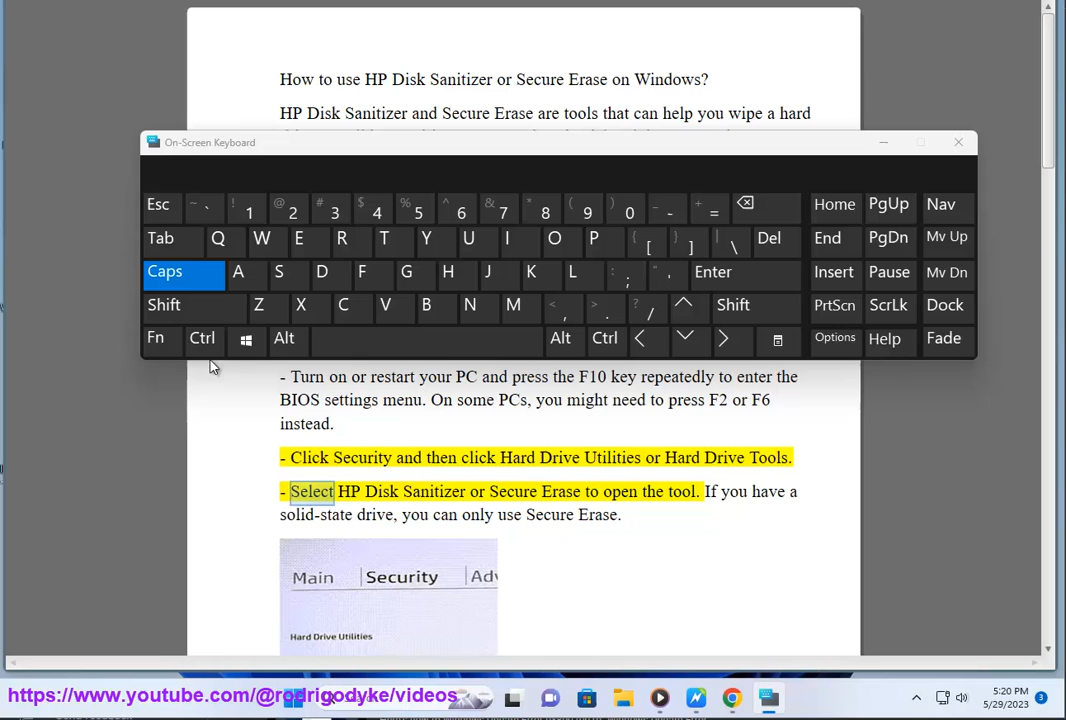 How to use HP Disk Sanitizer or Secure Erase on Windows?
HP Disk Sanitizer and Secure Erase are tools that can help you wipe a hard
On-Screen Keyboard
Esc ~ ` ! 1 @ 2 # 3 $ 4 % 5 ^ 6 & 7 * 8 ( 9 ) 0 _ - + = Home PgUp Nav
Tab Q W E R T Y U I O P { [ } ] | \ Del End PgDn Mv Up
Caps A S D F G H J K L : ; " ' Enter Insert Pause Mv Dn
Shift Z X C V B N M < , > . ? / Shift PrtScn ScrLk Dock
Fn Ctrl Alt Alt Ctrl Options Help Fade
- Turn on or restart your PC and press the F10 key repeatedly to enter the
BIOS settings menu. On some PCs, you might need to press F2 or F6
instead.
- Click Security and then click Hard Drive Utilities or Hard Drive Tools.
- Select HP Disk Sanitizer or Secure Erase to open the tool. If you have a
solid-state drive, you can only use Secure Erase.
Main Security Adv
Hard Drive Utilities
https://www.youtube.com/@rodrigodyke/videos
5:20 PM
5/29/2023
3